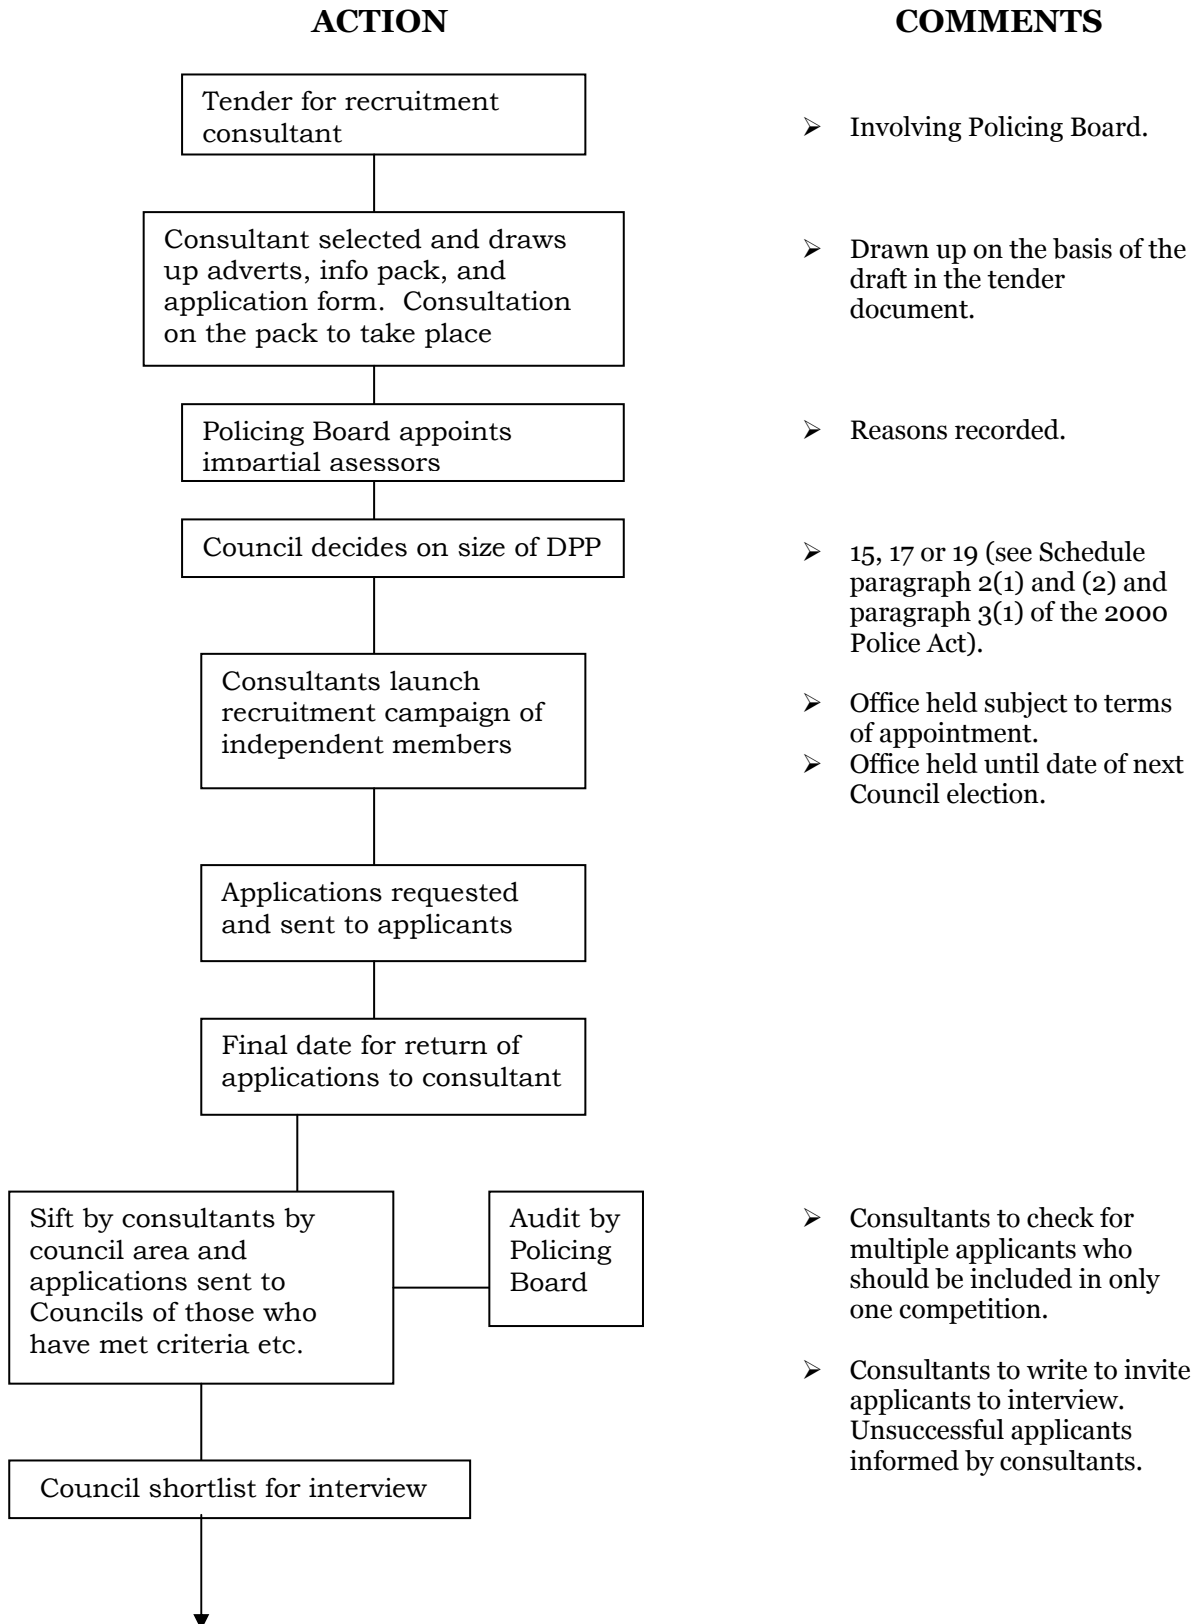 ACTION
COMMENTS
Tender for recruitment
consultant
➢ Involving Policing Board.
Consultant selected and draws
up adverts, info pack, and
application form.  Consultation
on the pack to take place
➢ Drawn up on the basis of the
draft in the tender
document.
Policing Board appoints
impartial asessors
➢ Reasons recorded.
Council decides on size of DPP
➢ 15, 17 or 19 (see Schedule
paragraph 2(1) and (2) and
paragraph 3(1) of the 2000
Police Act).
Consultants launch
recruitment campaign of
independent members
➢ Office held subject to terms
of appointment.
➢ Office held until date of next
Council election.
Applications requested
and sent to applicants
Final date for return of
applications to consultant
Sift by consultants by
council area and
applications sent to
Councils of those who
have met criteria etc.
Audit by
Policing
Board
➢ Consultants to check for
multiple applicants who
should be included in only
one competition.
➢ Consultants to write to invite
applicants to interview.
Unsuccessful applicants
informed by consultants.
Council shortlist for interview